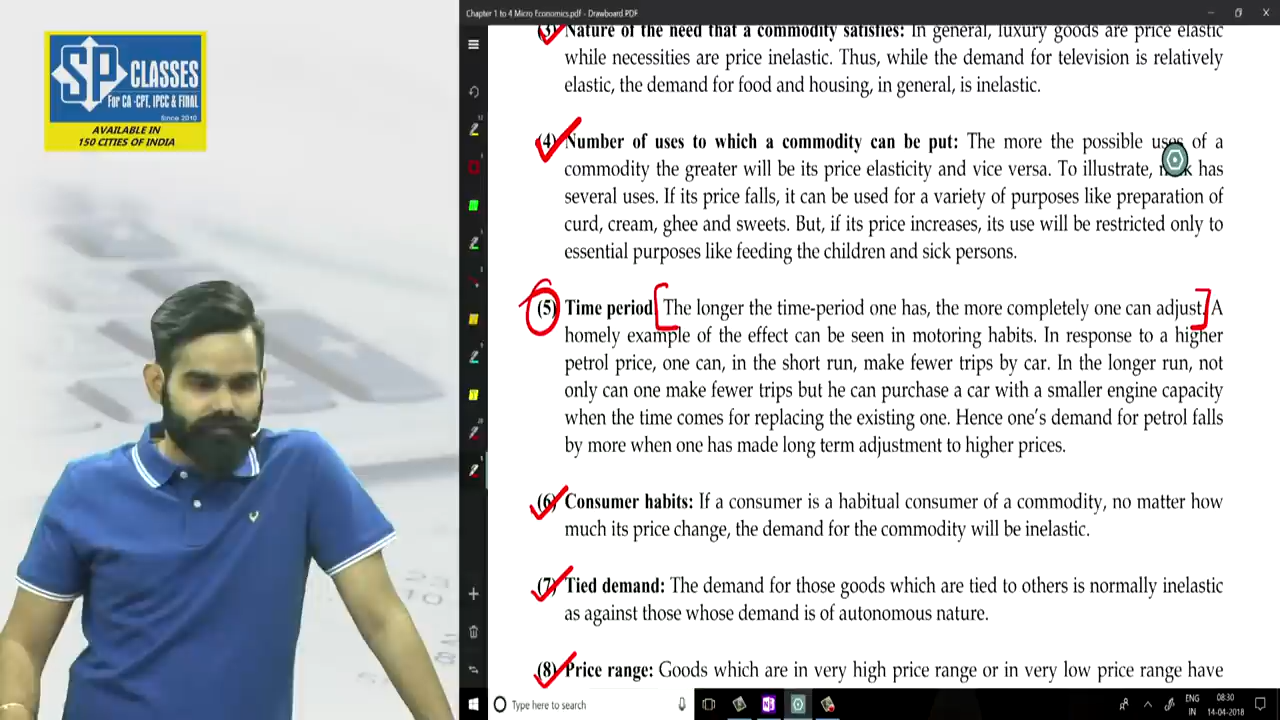 Chapter 1 to 4 Micro Economics.pdf - Drawboard PDF
SP CLASSES
For CA-CPT, IPCC & FINAL
Since 2010
AVAILABLE IN
150 CITIES OF INDIA
(3) Nature of the need that a commodity satisfies: In general, luxury goods are price elastic
while necessities are price inelastic. Thus, while the demand for television is relatively
elastic, the demand for food and housing, in general, is inelastic.
(4) Number of uses to which a commodity can be put: The more the possible uses of a
commodity the greater will be its price elasticity and vice versa. To illustrate, has
several uses. If its price falls, it can be used for a variety of purposes like preparation of
curd, cream, ghee and sweets. But, if its price increases, its use will be restricted only to
essential purposes like feeding the children and sick persons.
(5) Time period: The longer the time-period one has, the more completely one can adjust. A
homely example of the effect can be seen in motoring habits. In response to a higher
petrol price, one can, in the short run, make fewer trips by car. In the longer run, not
only can one make fewer trips but he can purchase a car with a smaller engine capacity
when the time comes for replacing the existing one. Hence one's demand for petrol falls
by more when one has made long term adjustment to higher prices.
(6) Consumer habits: If a consumer is a habitual consumer of a commodity, no matter how
much its price change, the demand for the commodity will be inelastic.
(7) Tied demand: The demand for those goods which are tied to others is normally inelastic
as against those whose demand is of autonomous nature.
(8) Price range: Goods which are in very high price range or in very low price range have
Type here to search
ENG
IN
08:30
14-04-2018